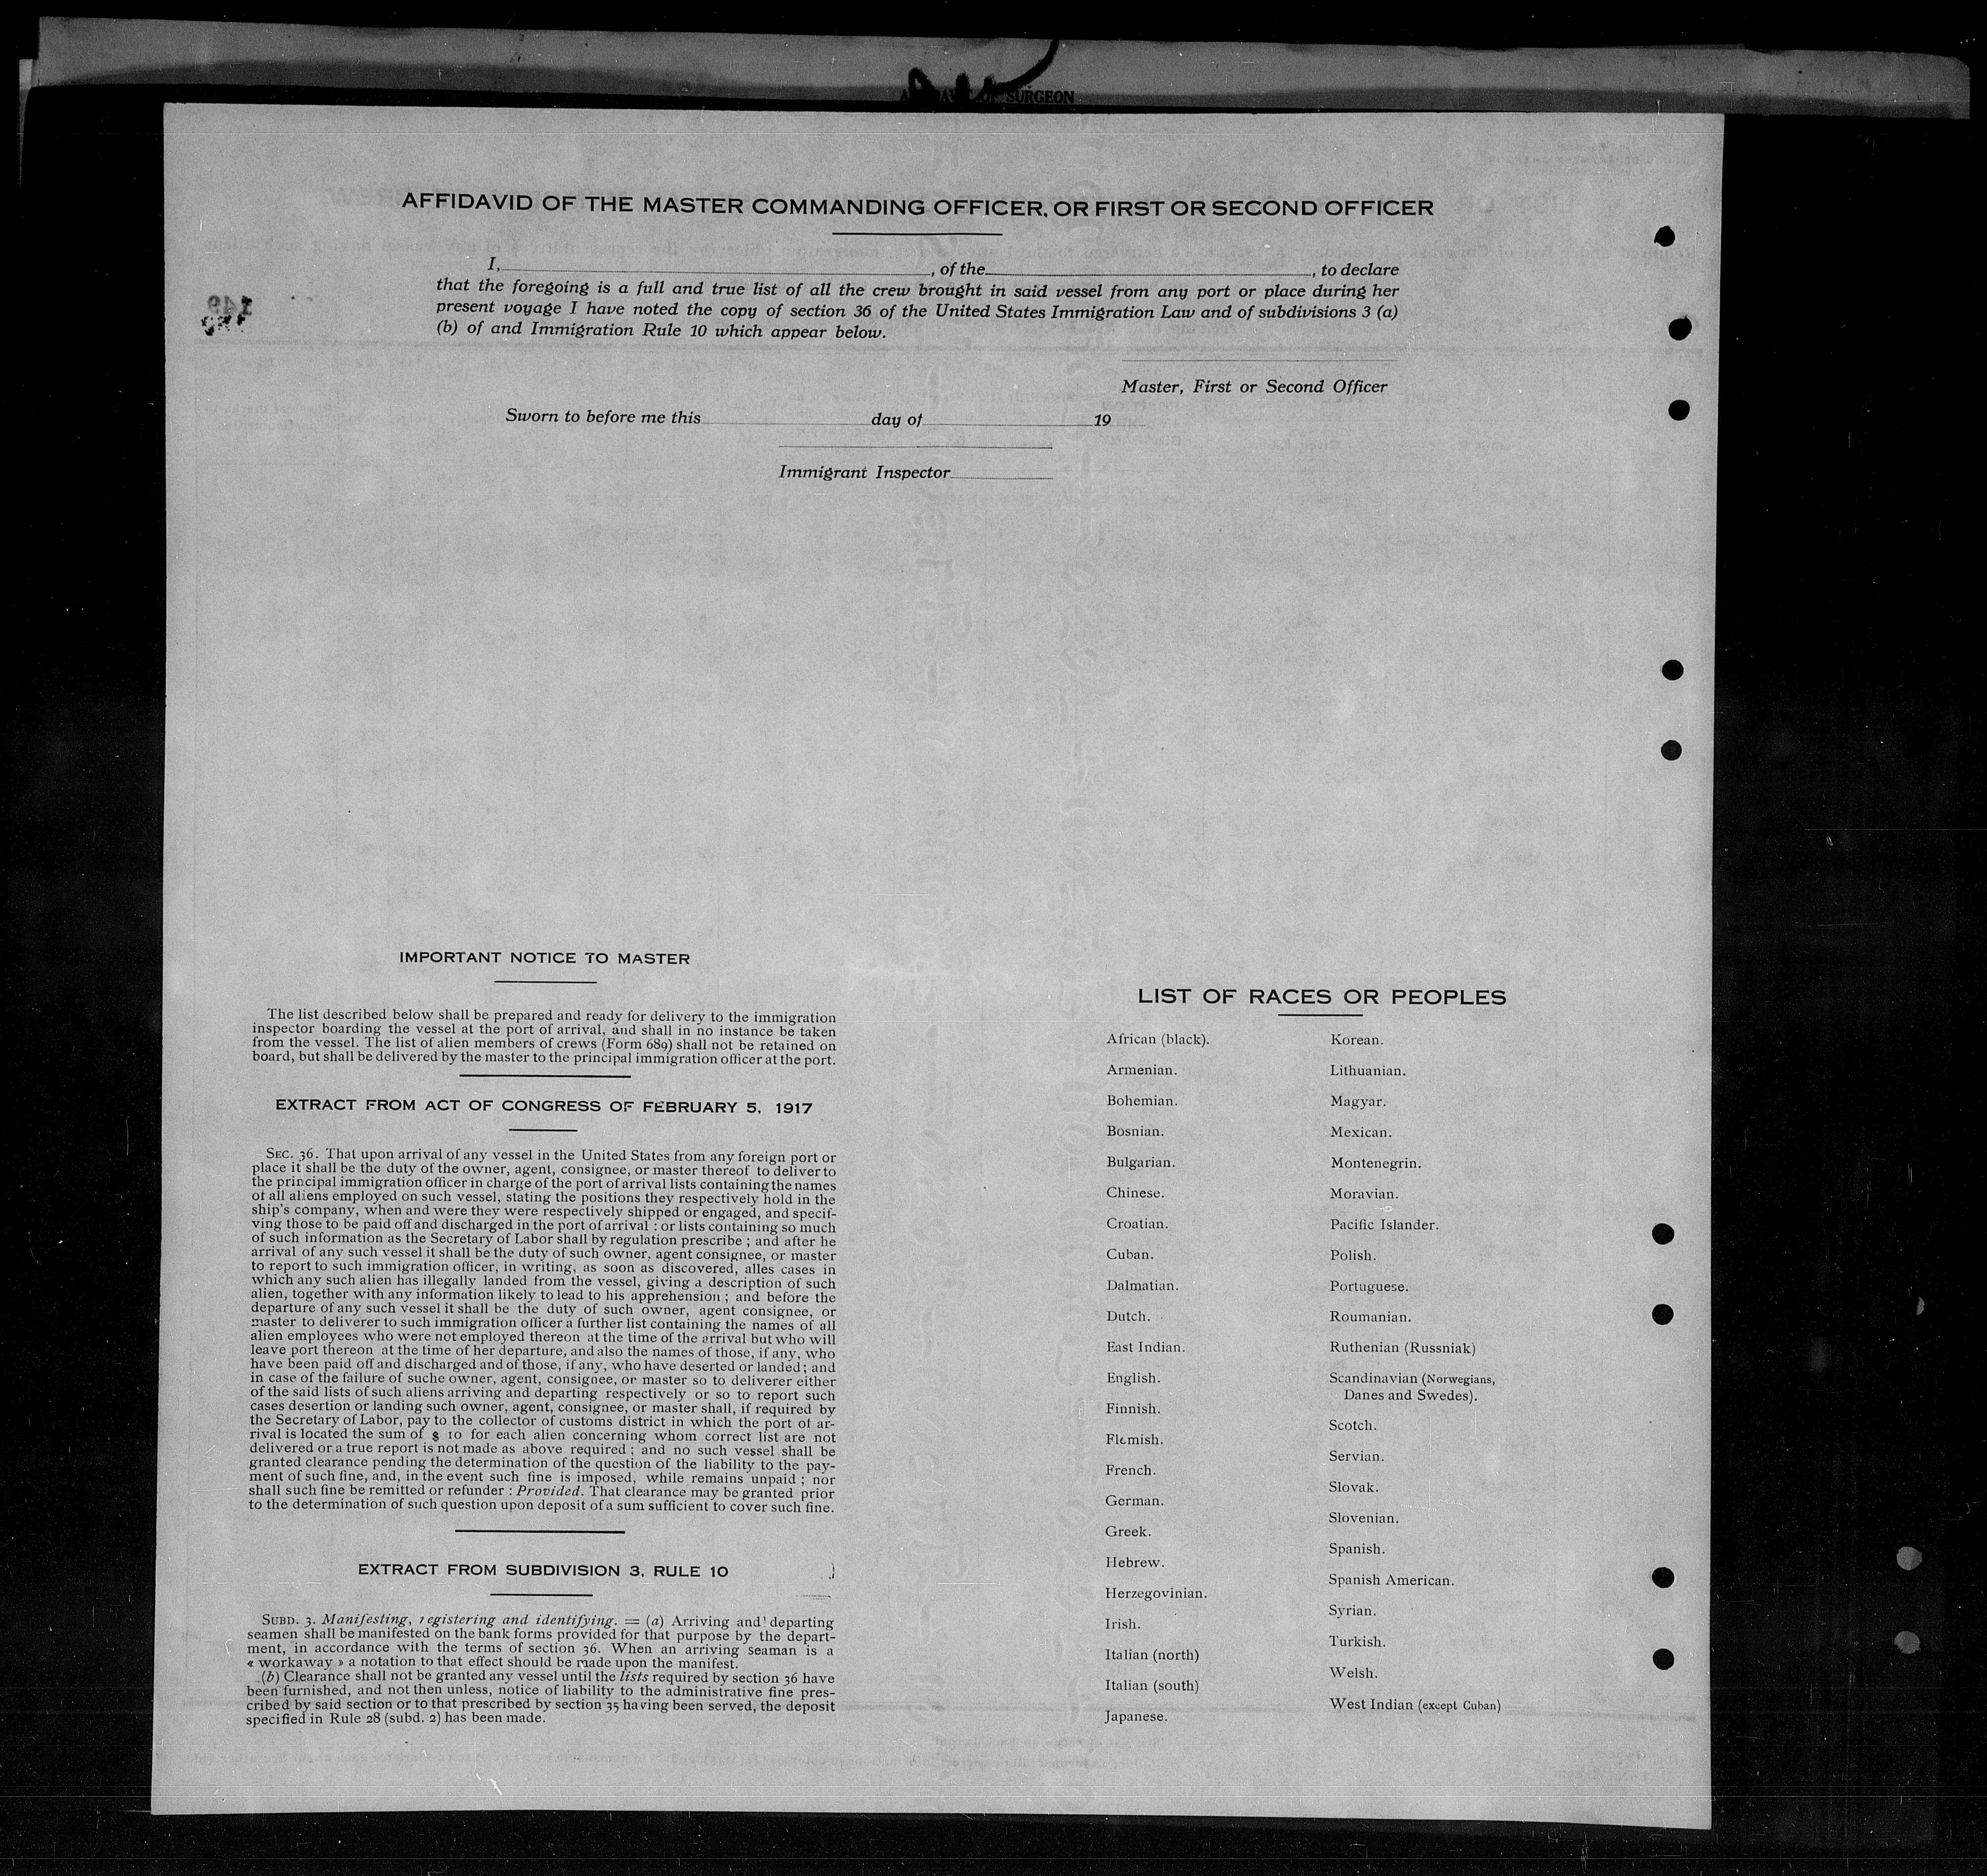 SURGEON
AFFIDAVID OF THE MASTER COMMANDING OFFICER, OR FIRST OR SECOND OFFICER
I, , of the , to declare
that the foregoing is a full and true list of all the crew brought in said vessel from any port or place during her
present voyage I have noted the copy of section 36 of the United States Immigration Law and of subdivisions 3 (a)
(b) of and Immigration Rule 10 which appear below.
Master, First or Second Officer
Sworn to before me this day of 19
Immigrant Inspector
149
IMPORTANT NOTICE TO MASTER
The list described below shall be prepared and ready for delivery to the immigration
inspector boarding the vessel at the port of arrival, and shall in no instance be taken
from the vessel. The list of alien members of crews (Form 689) shall not be retained on
board, but shall be delivered by the master to the principal immigration officer at the port.
EXTRACT FROM ACT OF CONGRESS OF FEBRUARY 5, 1917
SEC. 36. That upon arrival of any vessel in the United States from any foreign port or
place it shall be the duty of the owner, agent, consignee, or master thereof to deliver to
the principal immigration officer in charge of the port of arrival lists containing the names
of all aliens employed on such vessel, stating the positions they respectively hold in the
ship's company, when and were they were respectively shipped or engaged, and specif-
ving those to be paid off and discharged in the port of arrival : or lists containing so much
of such information as the Secretary of Labor shall by regulation prescribe ; and after he
arrival of any such vessel it shall be the duty of such owner, agent consignee, or master
to report to such immigration officer, in writing, as soon as discovered, alles cases in
which any such alien has illegally landed from the vessel, giving a description of such
alien, together with any information likely to lead to his apprehension ; and before the
departure of any such vessel it shall be the duty of such owner, agent consignee, or
master to deliverer to such immigration officer a further list containing the names of all
alien employees who were not employed thereon at the time of the arrival but who will
leave port thereon at the time of her departure, and also the names of those, if any, who
have been paid off and discharged and of those, if any, who have deserted or landed ; and
in case of the failure of suche owner, agent, consignee, or master so to deliverer either
of the said lists of such aliens arriving and departing respectively or so to report such
cases desertion or landing such owner, agent, consignee, or master shall, if required by
the Secretary of Labor, pay to the collector of customs district in which the port of ar-
rival is located the sum of $ 10 for each alien concerning whom correct list are not
delivered or a true report is not made as above required ; and no such vessel shall be
granted clearance pending the determination of the question of the liability to the pay-
ment of such fine, and, in the event such fine is imposed, while remains unpaid ; nor
shall such fine be remitted or refunder : Provided. That clearance may be granted prior
to the determination of such question upon deposit of a sum sufficient to cover such fine.
EXTRACT FROM SUBDIVISION 3, RULE 10
SUBD. 3. Manifesting, registering and identifying. = (a) Arriving and departing
seamen shall be manifested on the bank forms provided for that purpose by the depart-
ment, in accordance with the terms of section 36. When an arriving seaman is a
« workaway » a notation to that effect should be made upon the manifest.
(b) Clearance shall not be granted any vessel until the lists required by section 36 have
been furnished, and not then unless, notice of liability to the administrative fine pres-
cribed by said section or to that prescribed by section 35 having been served, the deposit
specified in Rule 28 (subd. 2) has been made.
LIST OF RACES OR PEOPLES
African (black).
Armenian.
Bohemian.
Bosnian.
Bulgarian.
Chinese.
Croatian.
Cuban.
Dalmatian.
Dutch.
East Indian.
English.
Finnish.
Flemish.
French.
German.
Greek.
Hebrew.
Herzegovinian.
Irish.
Italian (north)
Italian (south)
Japanese.
Korean.
Lithuanian.
Magyar.
Mexican.
Montenegrin.
Moravian.
Pacific Islander.
Polish.
Portuguese.
Roumanian.
Ruthenian (Russniak)
Scandinavian (Norwegians,
Danes and Swedes).
Scotch.
Servian.
Slovak.
Slovenian.
Spanish.
Spanish American.
Syrian.
Turkish.
Welsh.
West Indian (except Cuban)